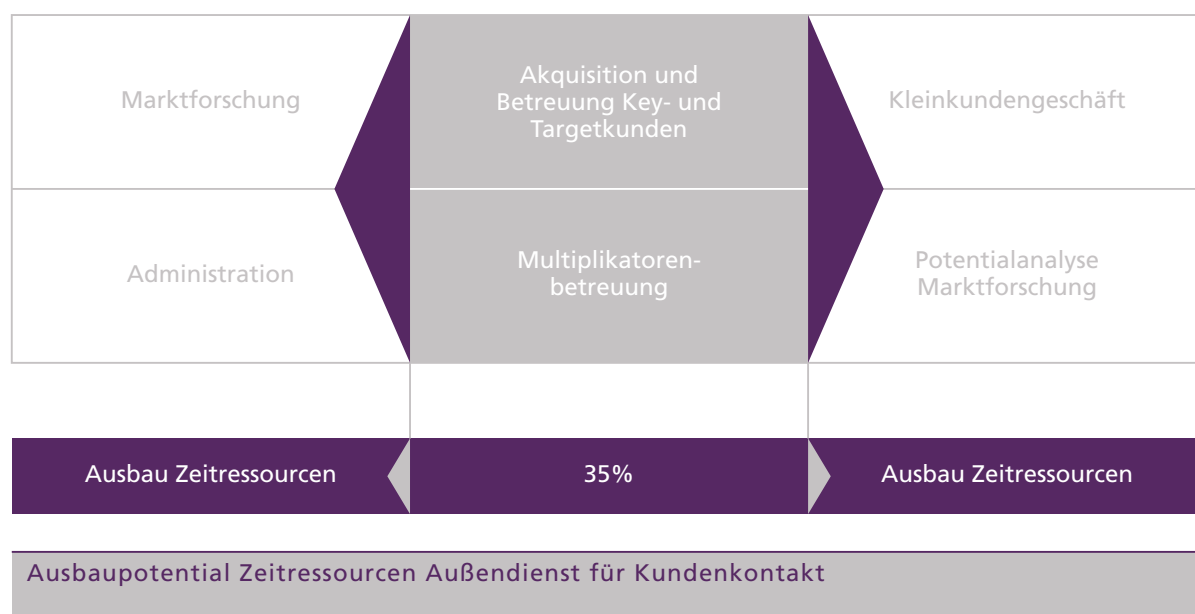 Marktforschung
Akquisition und
Betreuung Key- und
Targetkunden
Kleinkundengeschäft
Administration
Multiplikatoren-
betreuung
Potentialanalyse
Marktforschung
Ausbau Zeitressourcen
35%
Ausbau Zeitressourcen
Ausbaupotential Zeitressourcen Außendienst für Kundenkontakt